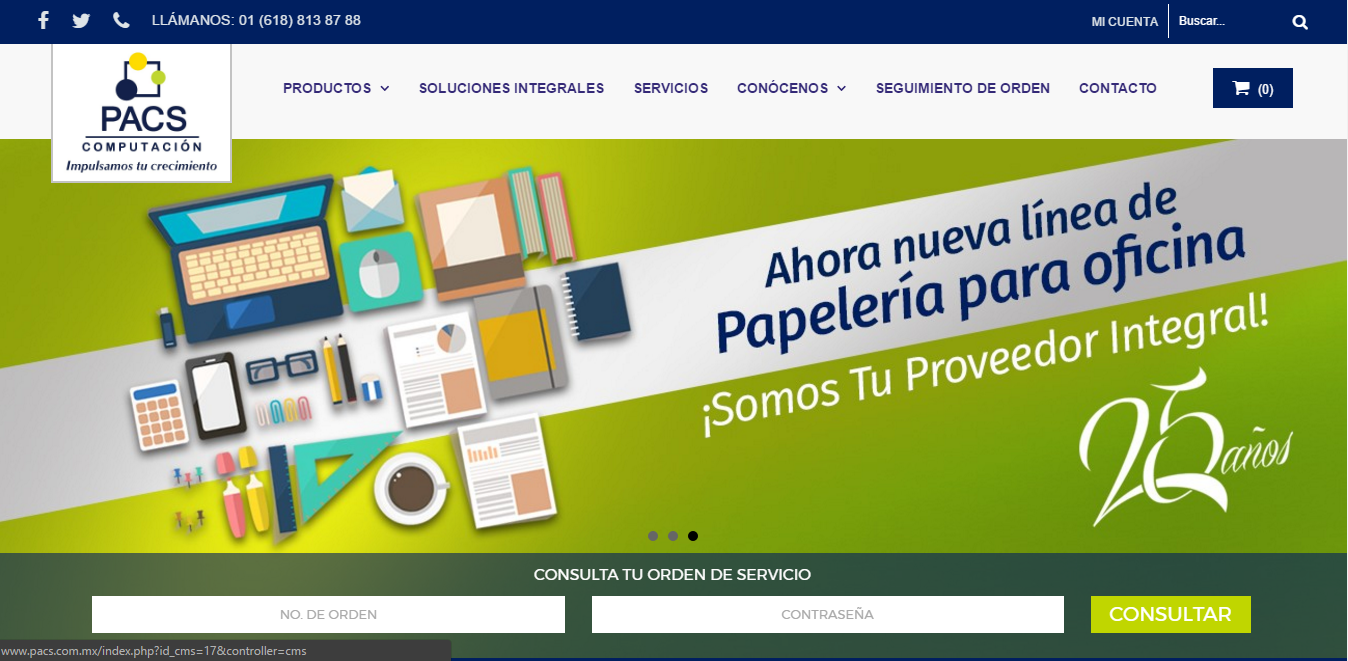 LLÁMANOS: 01 (618) 813 87 88
MI CUENTA
Buscar...
PACS
COMPUTACIÓN
Impulsamos tu crecimiento
PRODUCTOS
SOLUCIONES INTEGRALES
SERVICIOS
CONÓCENOS
SEGUIMIENTO DE ORDEN
CONTACTO
(0)
Ahora nueva línea de
Papelería para oficina
¡Somos Tu Proveedor Integral!
25 años
CONSULTA TU ORDEN DE SERVICIO
NO. DE ORDEN
CONTRASEÑA
CONSULTAR
www.pacs.com.mx/index.php?id_cms=17&controller=cms